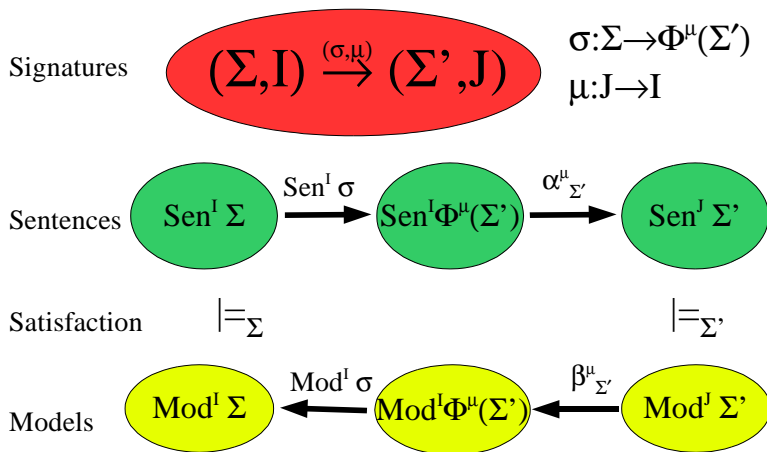 Signatures
(Σ,I) (σ,μ)→ (Σ’,J)
σ:Σ→Φ^μ(Σ′)
μ:J→I
Sentences
Sen^I Σ
Sen^I σ
Sen^I Φ^μ(Σ’)
α^μ_Σ′
Sen^J Σ’
Satisfaction
|=_Σ
|=_Σ’
Models
Mod^I Σ
Mod^I σ
Mod^I Φ^μ(Σ’)
β^μ_Σ′
Mod^J Σ’